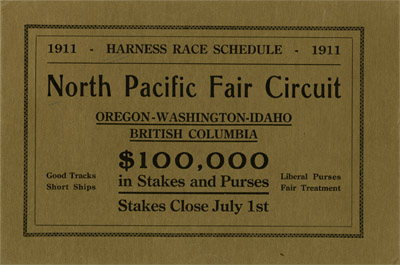 1911 - HARNESS RACE SCHEDULE - 1911
North Pacific Fair Circuit
OREGON-WASHINGTON-IDAHO
BRITISH COLUMBIA
$100,000
in Stakes and Purses
Good Tracks
Short Ships
Liberal Purses
Fair Treatment
Stakes Close July 1st